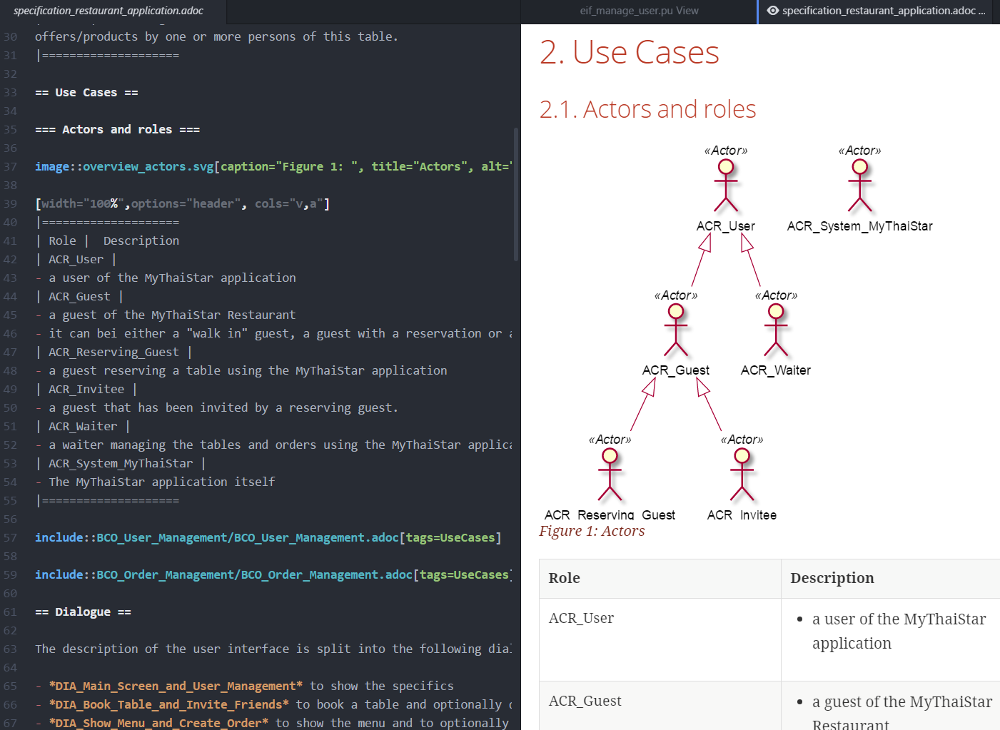 specification_restaurant_application.adoc
eif_manage_user.pu View
specification_restaurant_application.adoc ...
30 offers/products by one or more persons of this table.
31 |====================
32
33 == Use Cases ==
34
35 === Actors and roles ===
36
37 image::overview_actors.svg[caption="Figure 1: ", title="Actors", alt="
38
39 [width="100%",options="header", cols="v,a"]
40 |====================
41 | Role |  Description
42 | ACR_User |
43 - a user of the MyThaiStar application
44 | ACR_Guest |
45 - a guest of the MyThaiStar Restaurant
46 - it can bei either a "walk in" guest, a guest with a reservation or a
47 | ACR_Reserving_Guest |
48 - a guest reserving a table using the MyThaiStar application
49 | ACR_Invitee |
50 - a guest that has been invited by a reserving guest.
51 | ACR_Waiter |
52 - a waiter managing the tables and orders using the MyThaiStar applica
53 | ACR_System_MyThaiStar |
54 - The MyThaiStar application itself
55 |====================
56
57 include::BCO_User_Management/BCO_User_Management.adoc[tags=UseCases]
58
59 include::BCO_Order_Management/BCO_Order_Management.adoc[tags=UseCases]
60
61 == Dialogue ==
62
63 The description of the user interface is split into the following dial
64
65 - *DIA_Main_Screen_and_User_Management* to show the specifics
66 - *DIA_Book_Table_and_Invite_Friends* to book a table and optionally
67 - *DIA_Show_Menu_and_Create_Order* to show the menu and to optionally
2. Use Cases
2.1. Actors and roles
«Actor»
ACR_User
«Actor»
ACR_System_MyThaiStar
«Actor»
ACR_Guest
«Actor»
ACR_Waiter
«Actor»
ACR_Reserving_Guest
«Actor»
ACR_Invitee
Figure 1: Actors
Role
Description
ACR_User
• a user of the MyThaiStar
application
ACR_Guest
• a guest of the MyThaiStar
Restaurant